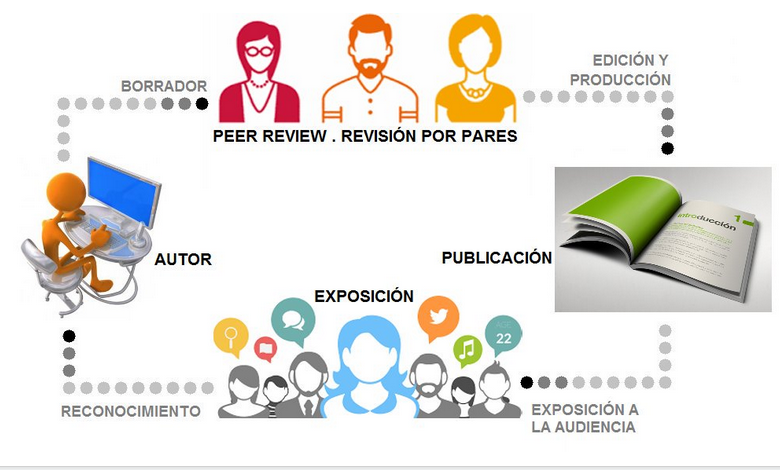 BORRADOR
EDICIÓN Y
PRODUCCIÓN
PEER REVIEW . REVISIÓN POR PARES
1
introducción
AUTOR
PUBLICACIÓN
EXPOSICIÓN
22
RECONOCIMIENTO
EXPOSICIÓN A
LA AUDIENCIA